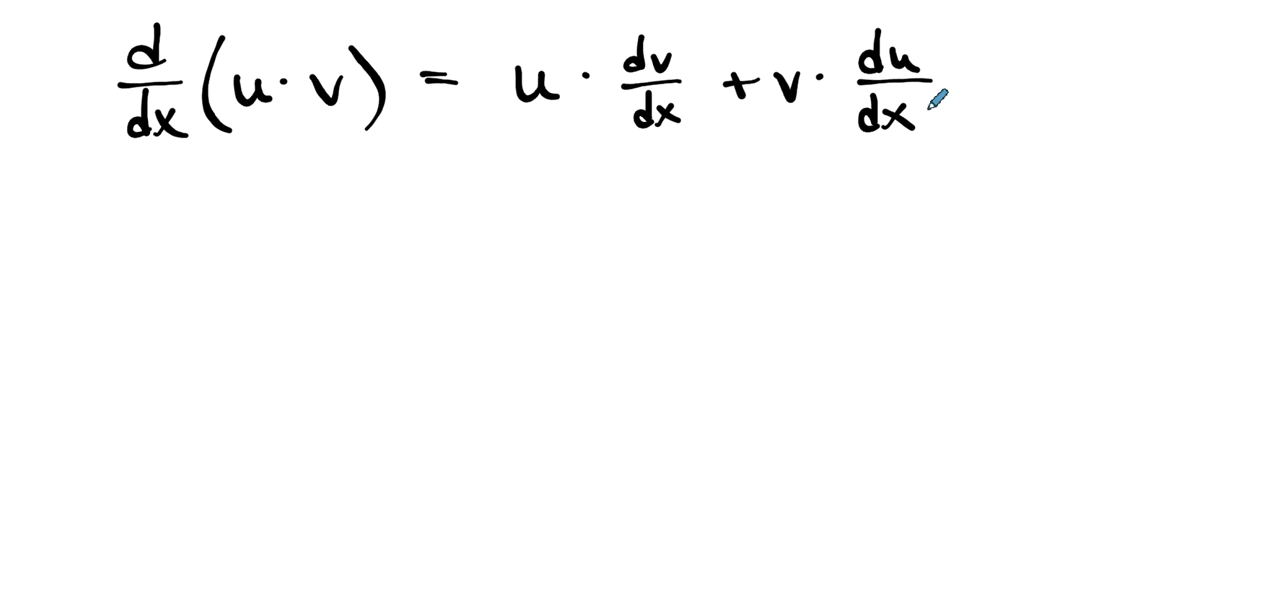 d/dx (u · v) = u · dv/dx + v · du/dx